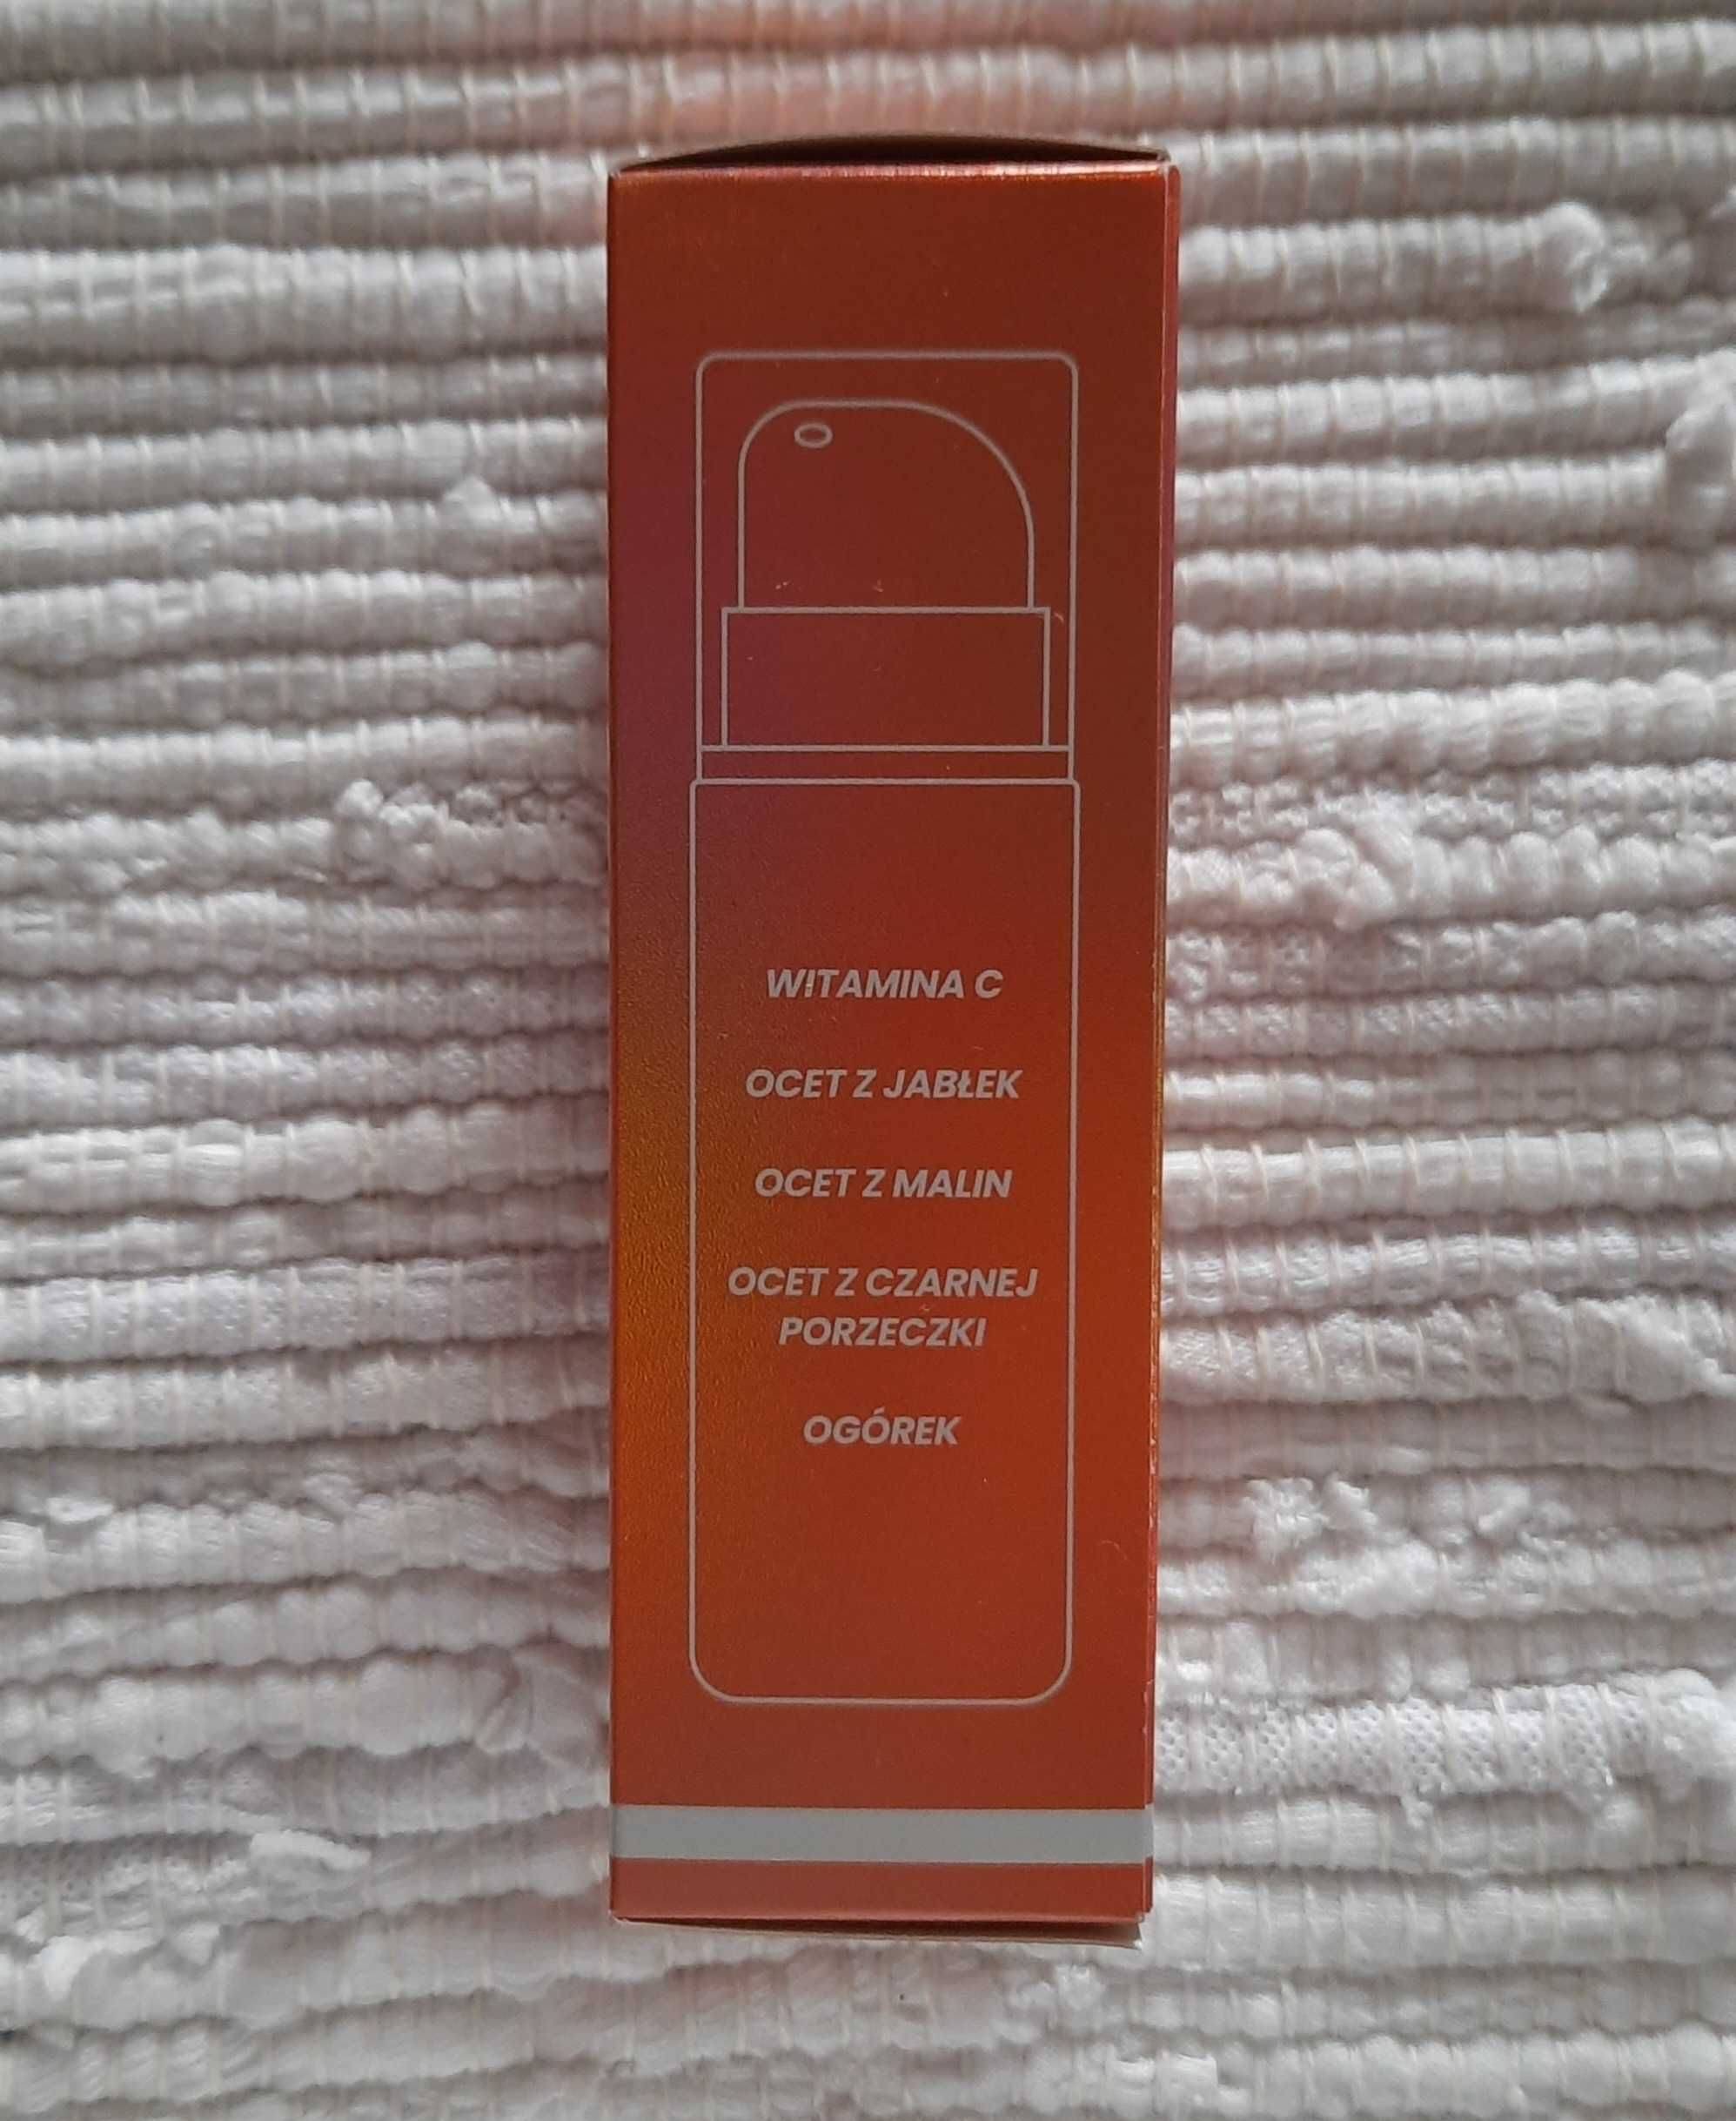 WITAMINA C
OCET Z JABŁEK
OCET Z MALIN
OCET Z CZARNEJ
PORZECZKI
OGÓREK